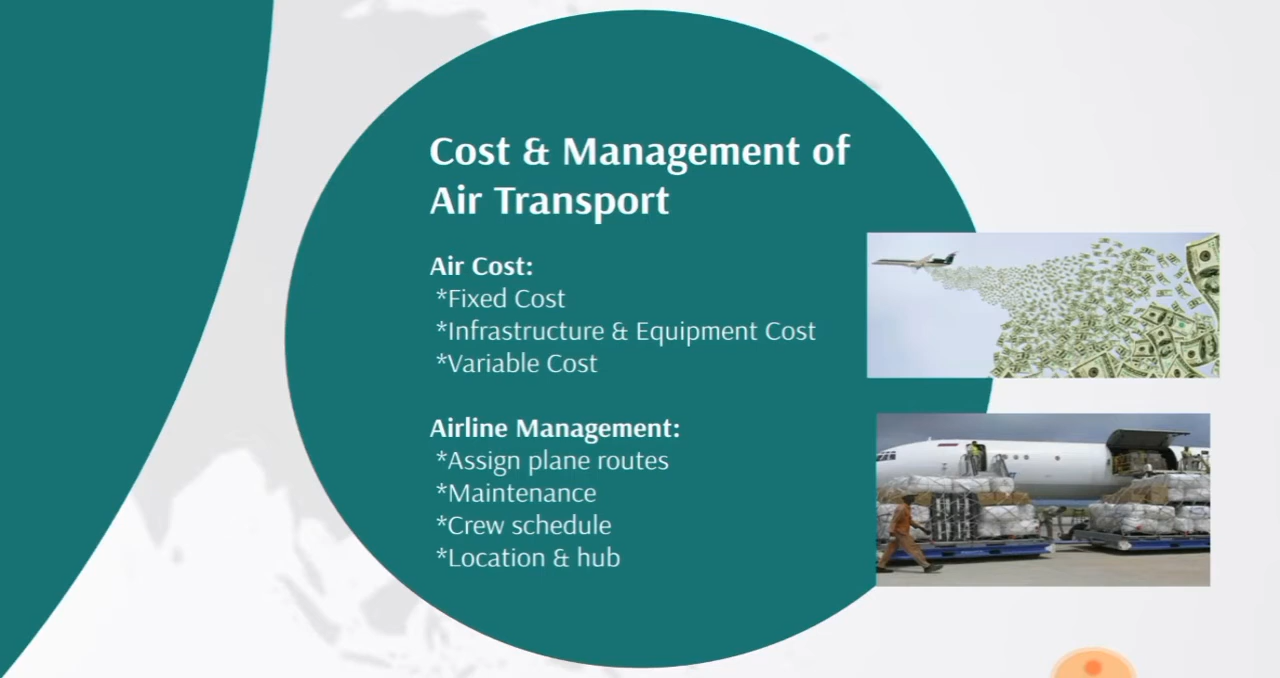 Cost & Management of
Air Transport
Air Cost:
*Fixed Cost
*Infrastructure & Equipment Cost
*Variable Cost
Airline Management:
*Assign plane routes
*Maintenance
*Crew schedule
*Location & hub